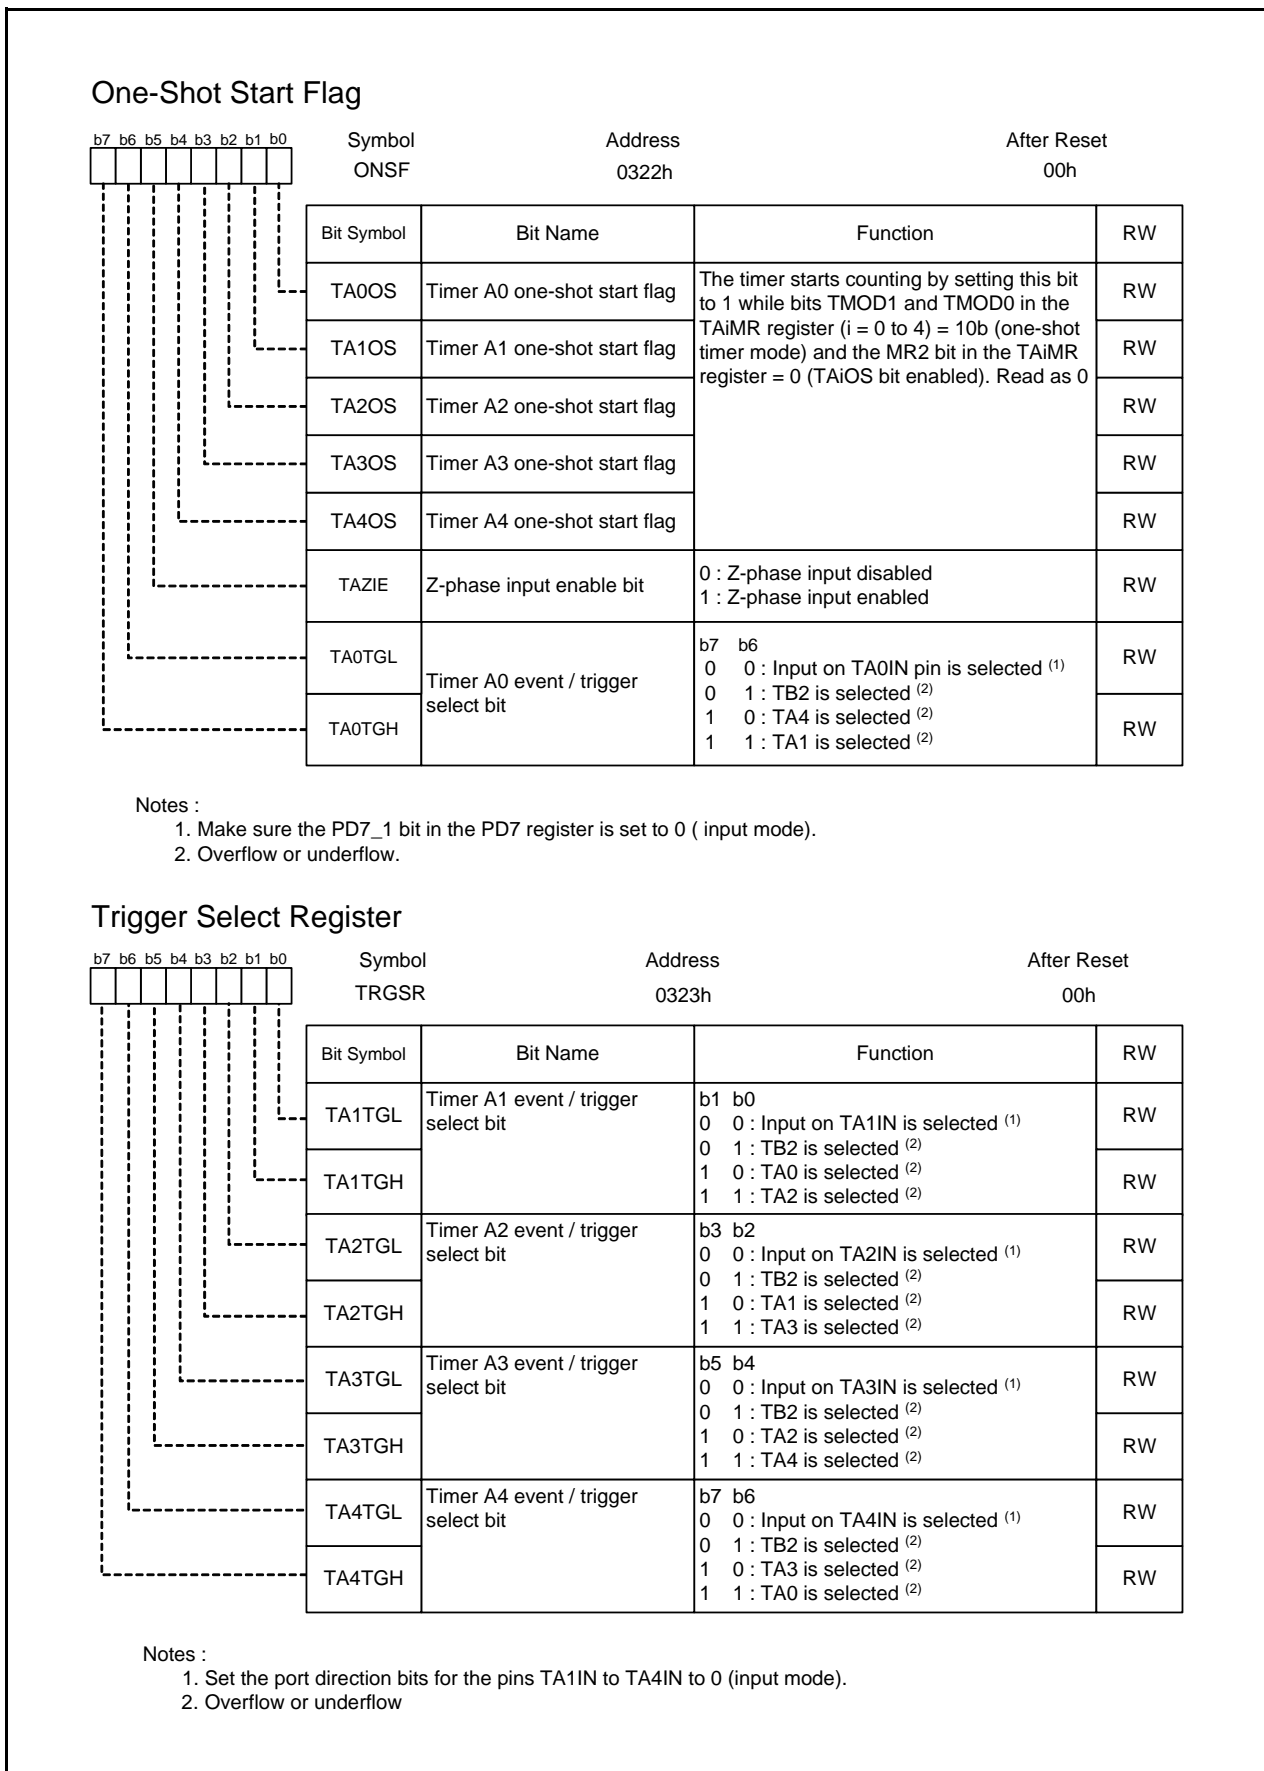 One-Shot Start Flag
b7 b6 b5 b4 b3 b2 b1 b0
Symbol Address After Reset
ONSF 0322h 00h
Bit Symbol Bit Name Function RW
TA0OS Timer A0 one-shot start flag The timer starts counting by setting this bit RW
to 1 while bits TMOD1 and TMOD0 in the
TAiMR register (i = 0 to 4) = 10b (one-shot
TA1OS Timer A1 one-shot start flag timer mode) and the MR2 bit in the TAiMR RW
register = 0 (TAiOS bit enabled). Read as 0
TA2OS Timer A2 one-shot start flag RW
TA3OS Timer A3 one-shot start flag RW
TA4OS Timer A4 one-shot start flag RW
TAZIE Z-phase input enable bit 0 : Z-phase input disabled RW
1 : Z-phase input enabled
b7 b6
TA0TGL 0 0 : Input on TA0IN pin is selected (1) RW
Timer A0 event / trigger 0 1 : TB2 is selected (2)
select bit 1 0 : TA4 is selected (2)
TA0TGH 1 1 : TA1 is selected (2) RW
Notes :
1. Make sure the PD7_1 bit in the PD7 register is set to 0 ( input mode).
2. Overflow or underflow.
Trigger Select Register
b7 b6 b5 b4 b3 b2 b1 b0
Symbol Address After Reset
TRGSR 0323h 00h
Bit Symbol Bit Name Function RW
Timer A1 event / trigger b1 b0
TA1TGL select bit 0 0 : Input on TA1IN is selected (1) RW
0 1 : TB2 is selected (2)
TA1TGH 1 0 : TA0 is selected (2) RW
1 1 : TA2 is selected (2)
Timer A2 event / trigger b3 b2
TA2TGL select bit 0 0 : Input on TA2IN is selected (1) RW
0 1 : TB2 is selected (2)
TA2TGH 1 0 : TA1 is selected (2) RW
1 1 : TA3 is selected (2)
Timer A3 event / trigger b5 b4
TA3TGL select bit 0 0 : Input on TA3IN is selected (1) RW
0 1 : TB2 is selected (2)
TA3TGH 1 0 : TA2 is selected (2) RW
1 1 : TA4 is selected (2)
Timer A4 event / trigger b7 b6
TA4TGL select bit 0 0 : Input on TA4IN is selected (1) RW
0 1 : TB2 is selected (2)
TA4TGH 1 0 : TA3 is selected (2) RW
1 1 : TA0 is selected (2)
Notes :
1. Set the port direction bits for the pins TA1IN to TA4IN to 0 (input mode).
2. Overflow or underflow